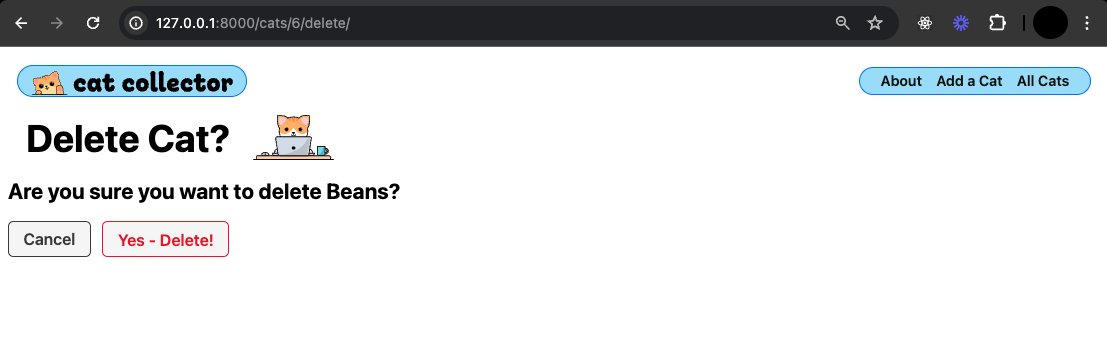 127.0.0.1:8000/cats/6/delete/
cat collector
About Add a Cat All Cats
Delete Cat?
Are you sure you want to delete Beans?
Cancel Yes - Delete!